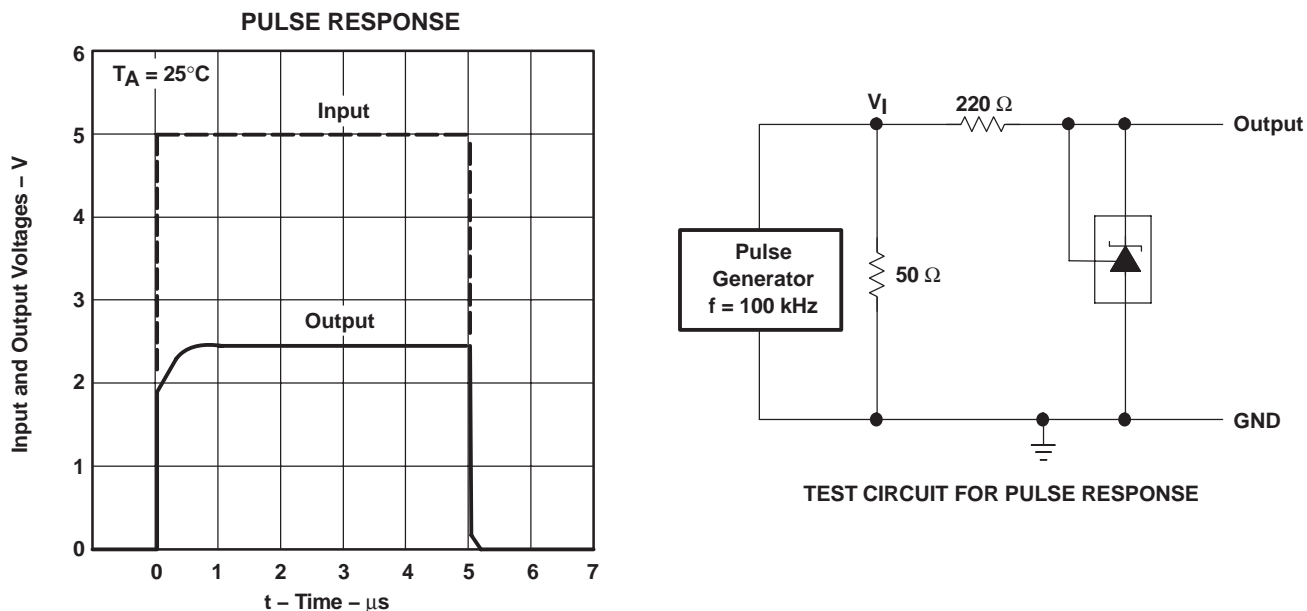 PULSE RESPONSE
Input and Output Voltages – V
6
5
4
3
2
1
0
T_A = 25°C
Input
Output
0 1 2 3 4 5 6 7
t – Time – μs
V_I
220 Ω
Output
Pulse
Generator
f = 100 kHz
50 Ω
GND
TEST CIRCUIT FOR PULSE RESPONSE